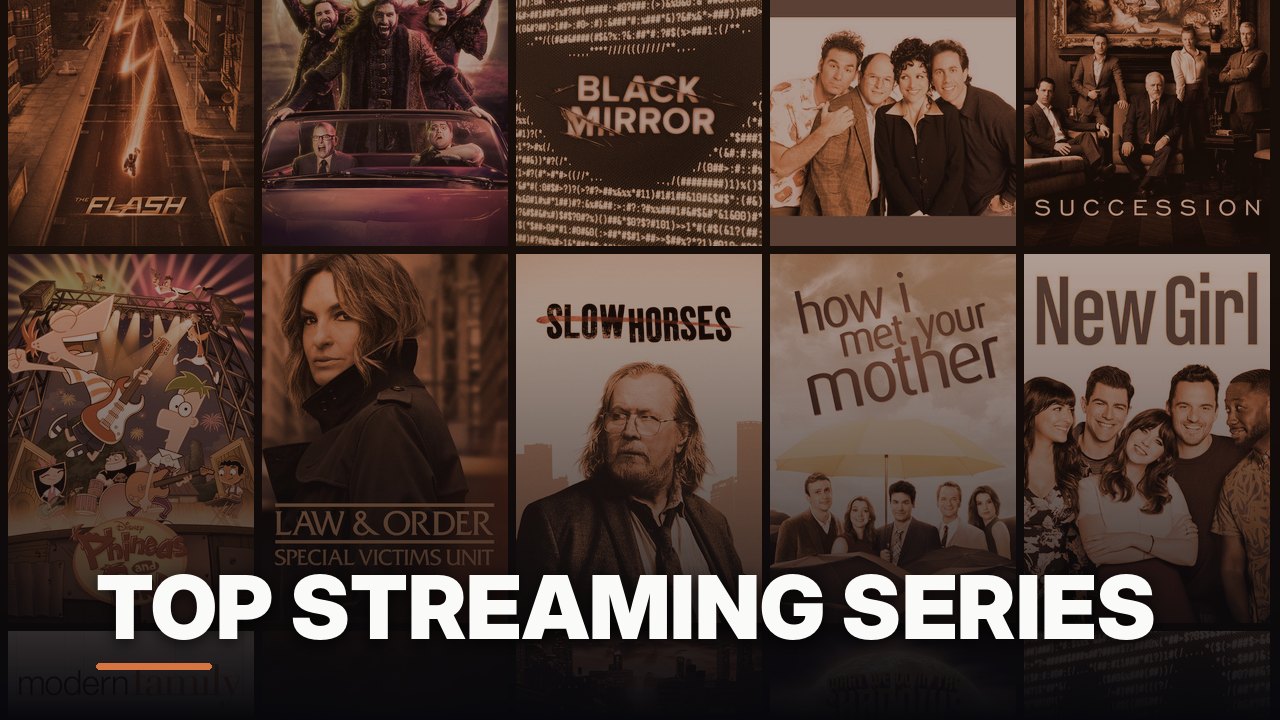 THE FLASH
BLACK
MIRROR
SUCCESSION
Disney
Phineas
and
LAW & ORDER
SPECIAL VICTIMS UNIT
SLOW HORSES
how i
met your
mother
New Girl
TOP STREAMING SERIES
modern family